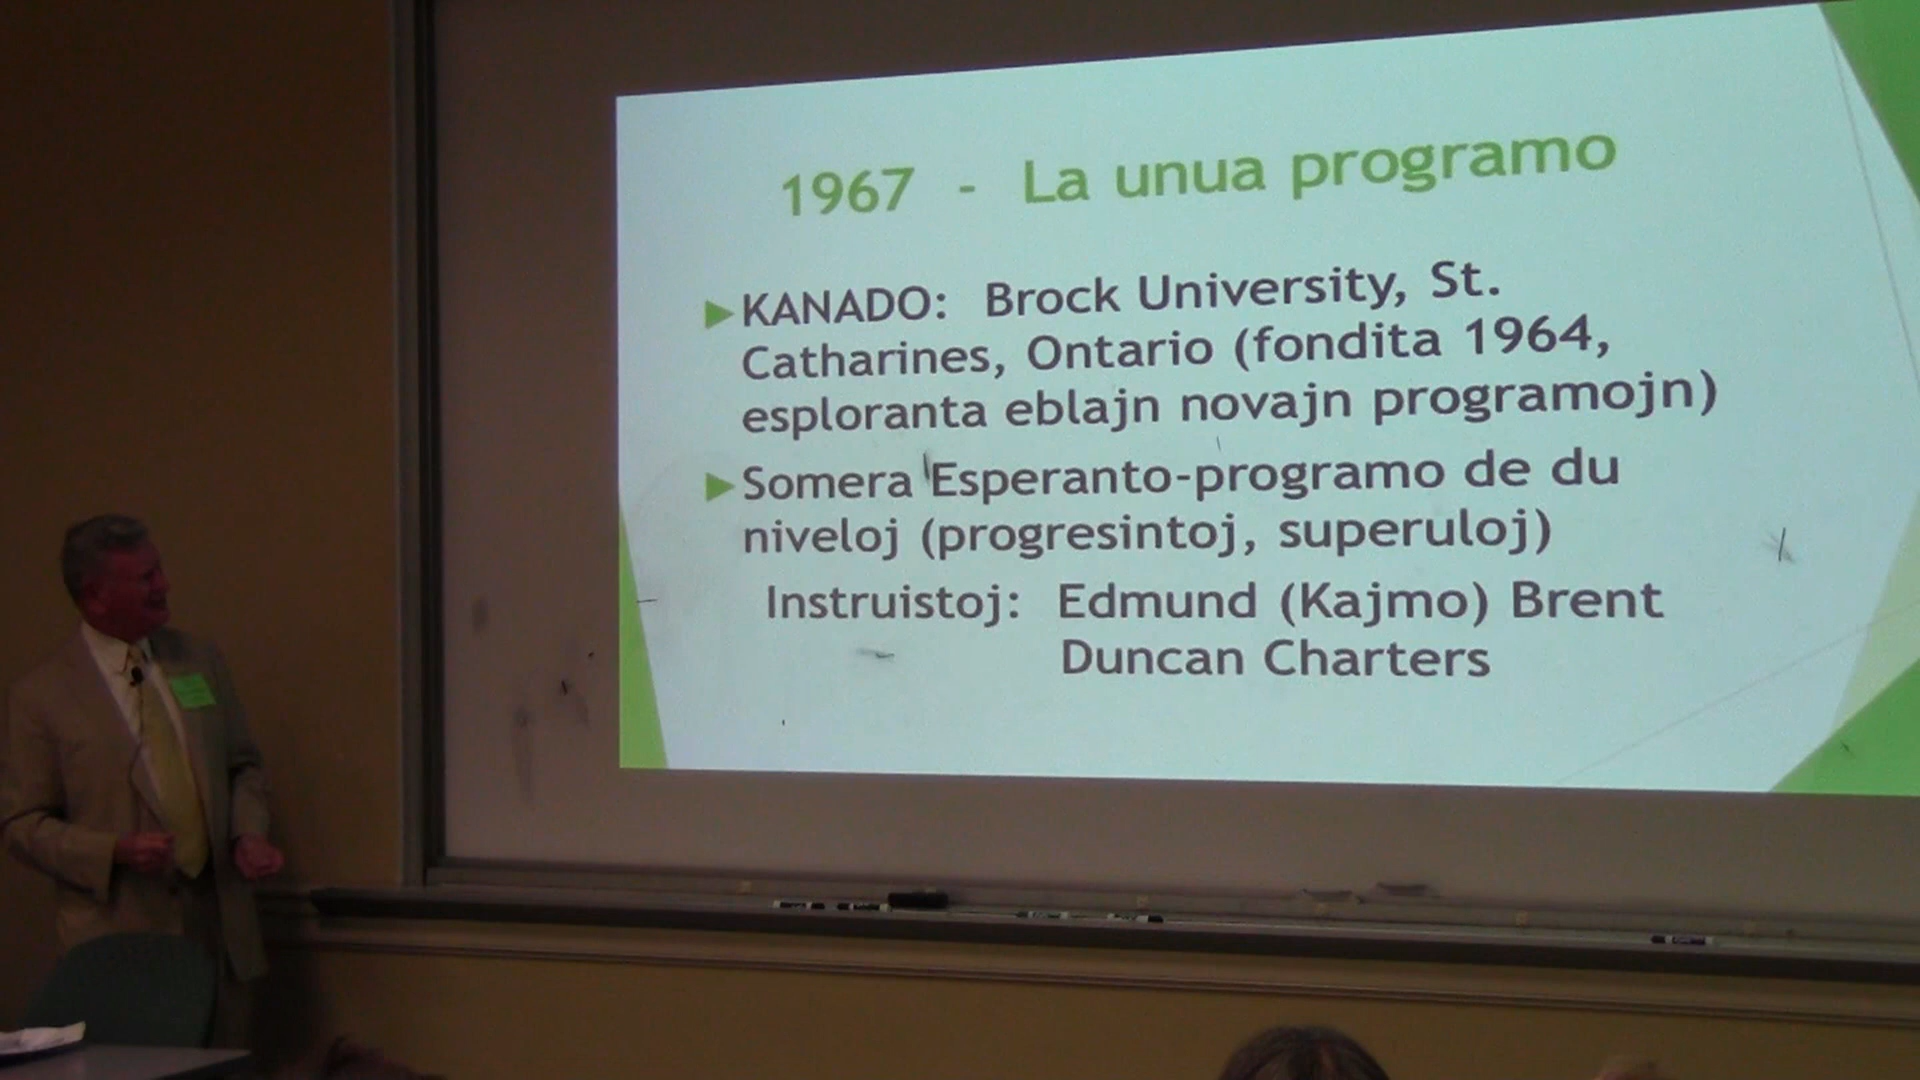 1967 - La unua programo
►KANADO: Brock University, St.
Catharines, Ontario (fondita 1964,
esploranta eblajn novajn programojn)
►Somera Esperanto-programo de du
niveloj (progresintoj, superuloj)
Instruistoj: Edmund (Kajmo) Brent
Duncan Charters